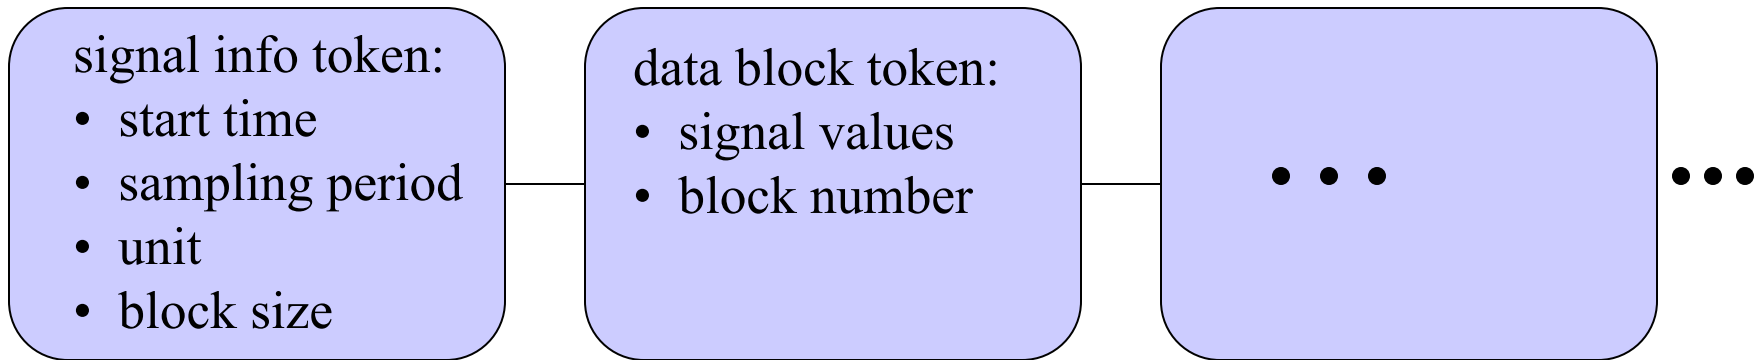 signal info token:
• start time
• sampling period
• unit
• block size
data block token:
• signal values
• block number
• • •
•••